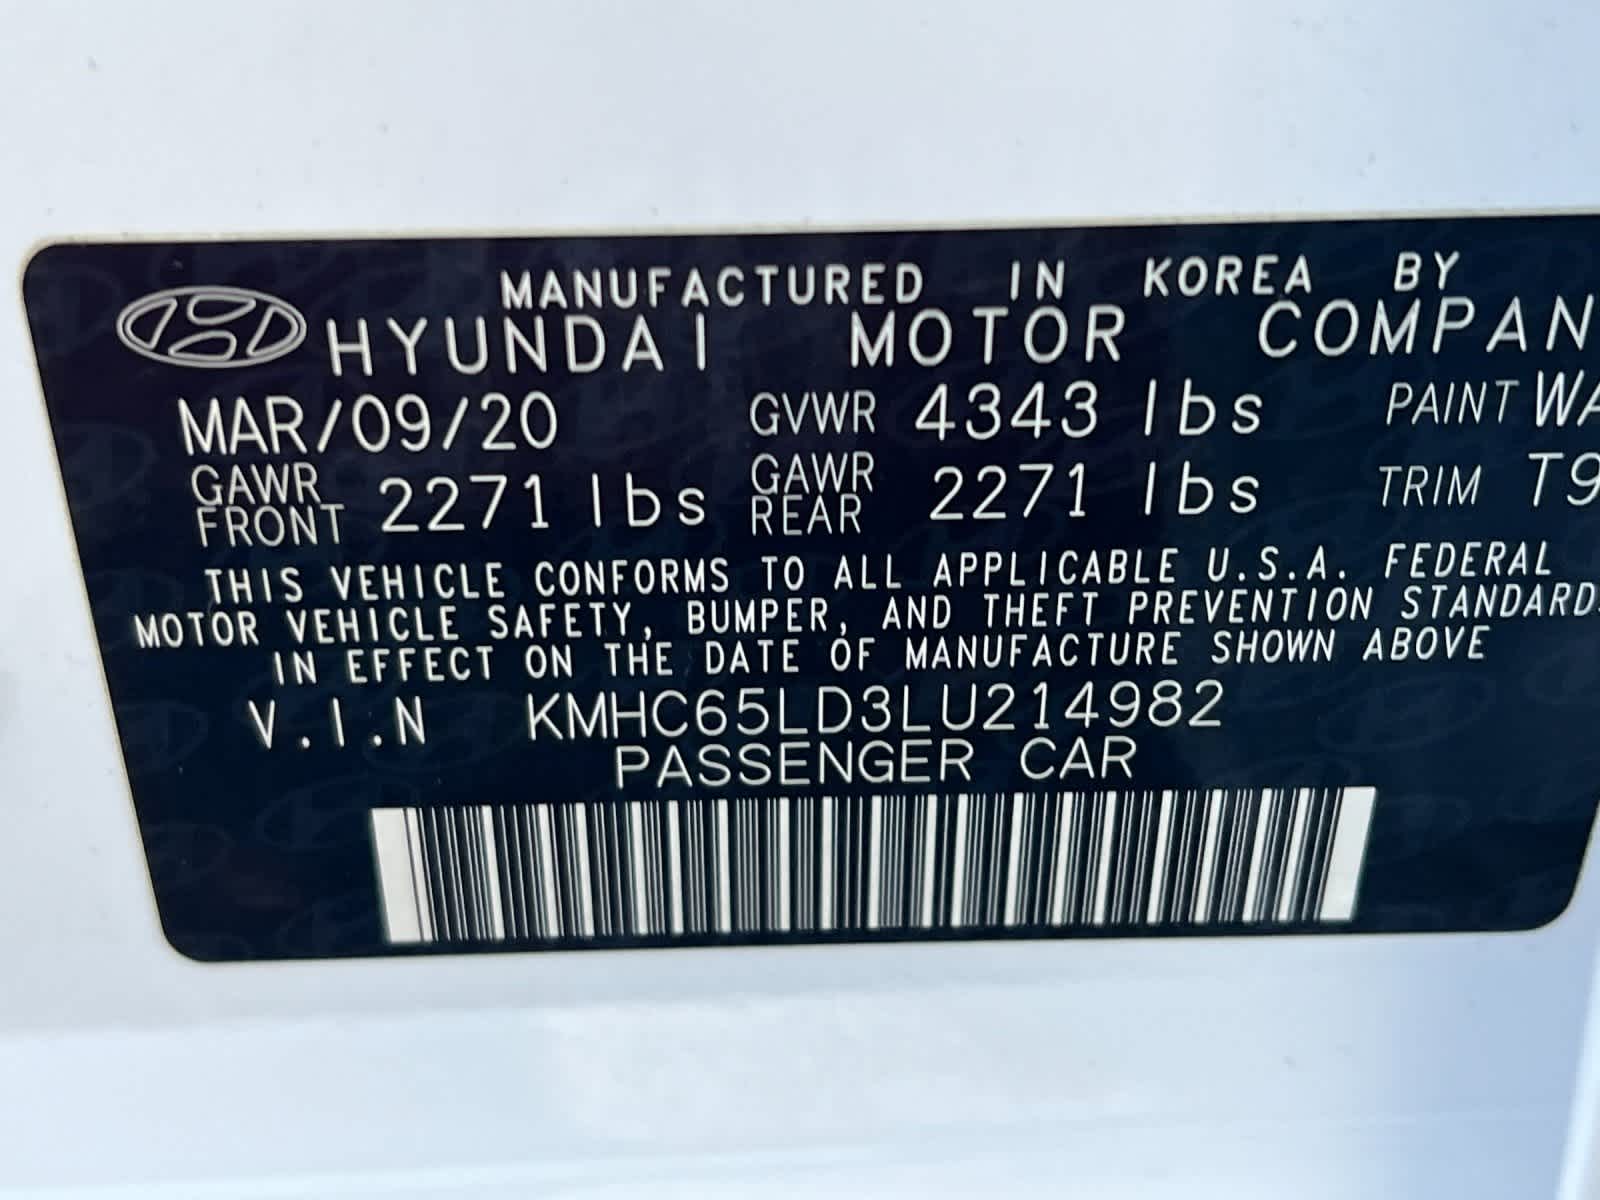 MANUFACTURED IN KOREA BY
HYUNDAI MOTOR COMPAN
MAR/09/20 GVWR 4343 lbs PAINT WA
GAWR FRONT 2271 lbs GAWR REAR 2271 lbs TRIM T9
THIS VEHICLE CONFORMS TO ALL APPLICABLE U.S.A. FEDERAL
MOTOR VEHICLE SAFETY, BUMPER, AND THEFT PREVENTION STANDARDS
IN EFFECT ON THE DATE OF MANUFACTURE SHOWN ABOVE
V.I.N KMHC65LD3LU214982
PASSENGER CAR